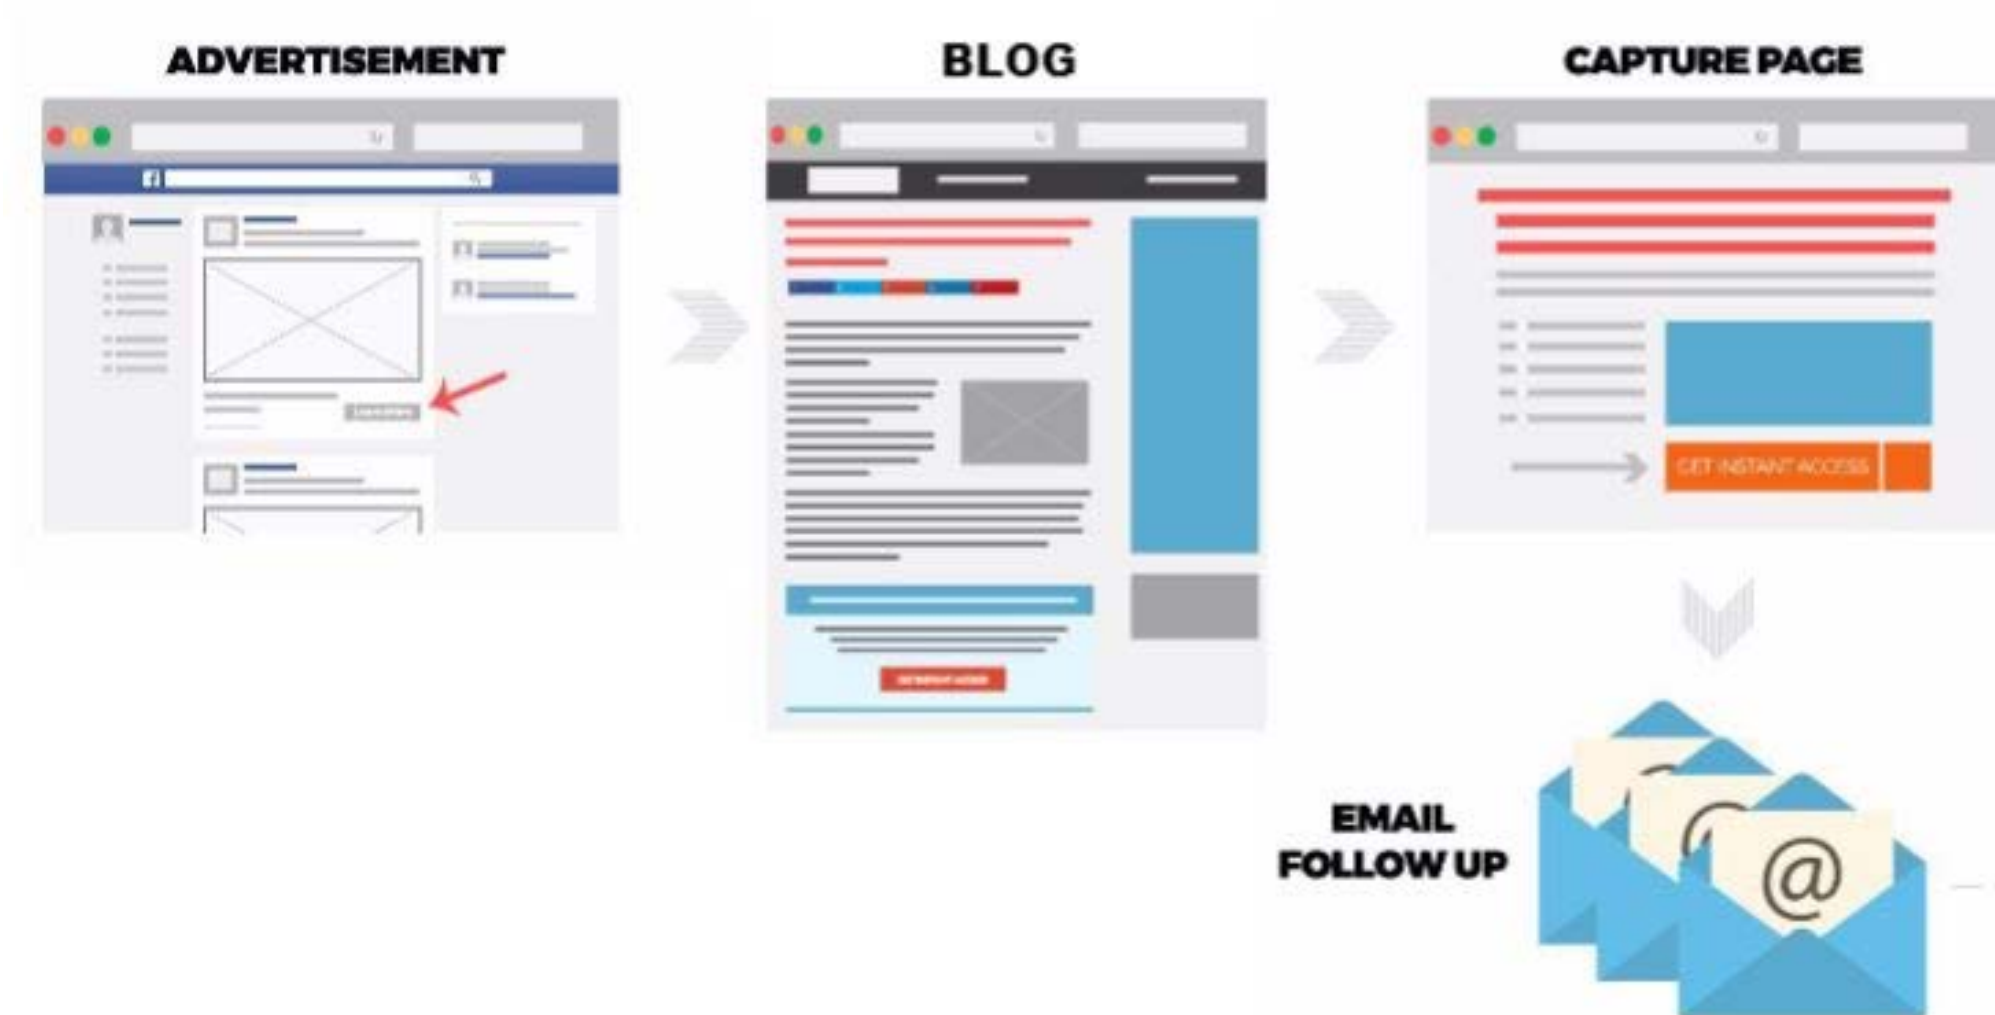 ADVERTISEMENT
BLOG
CAPTURE PAGE
f
GET INSTANT ACCESS
EMAIL
FOLLOW UP
@